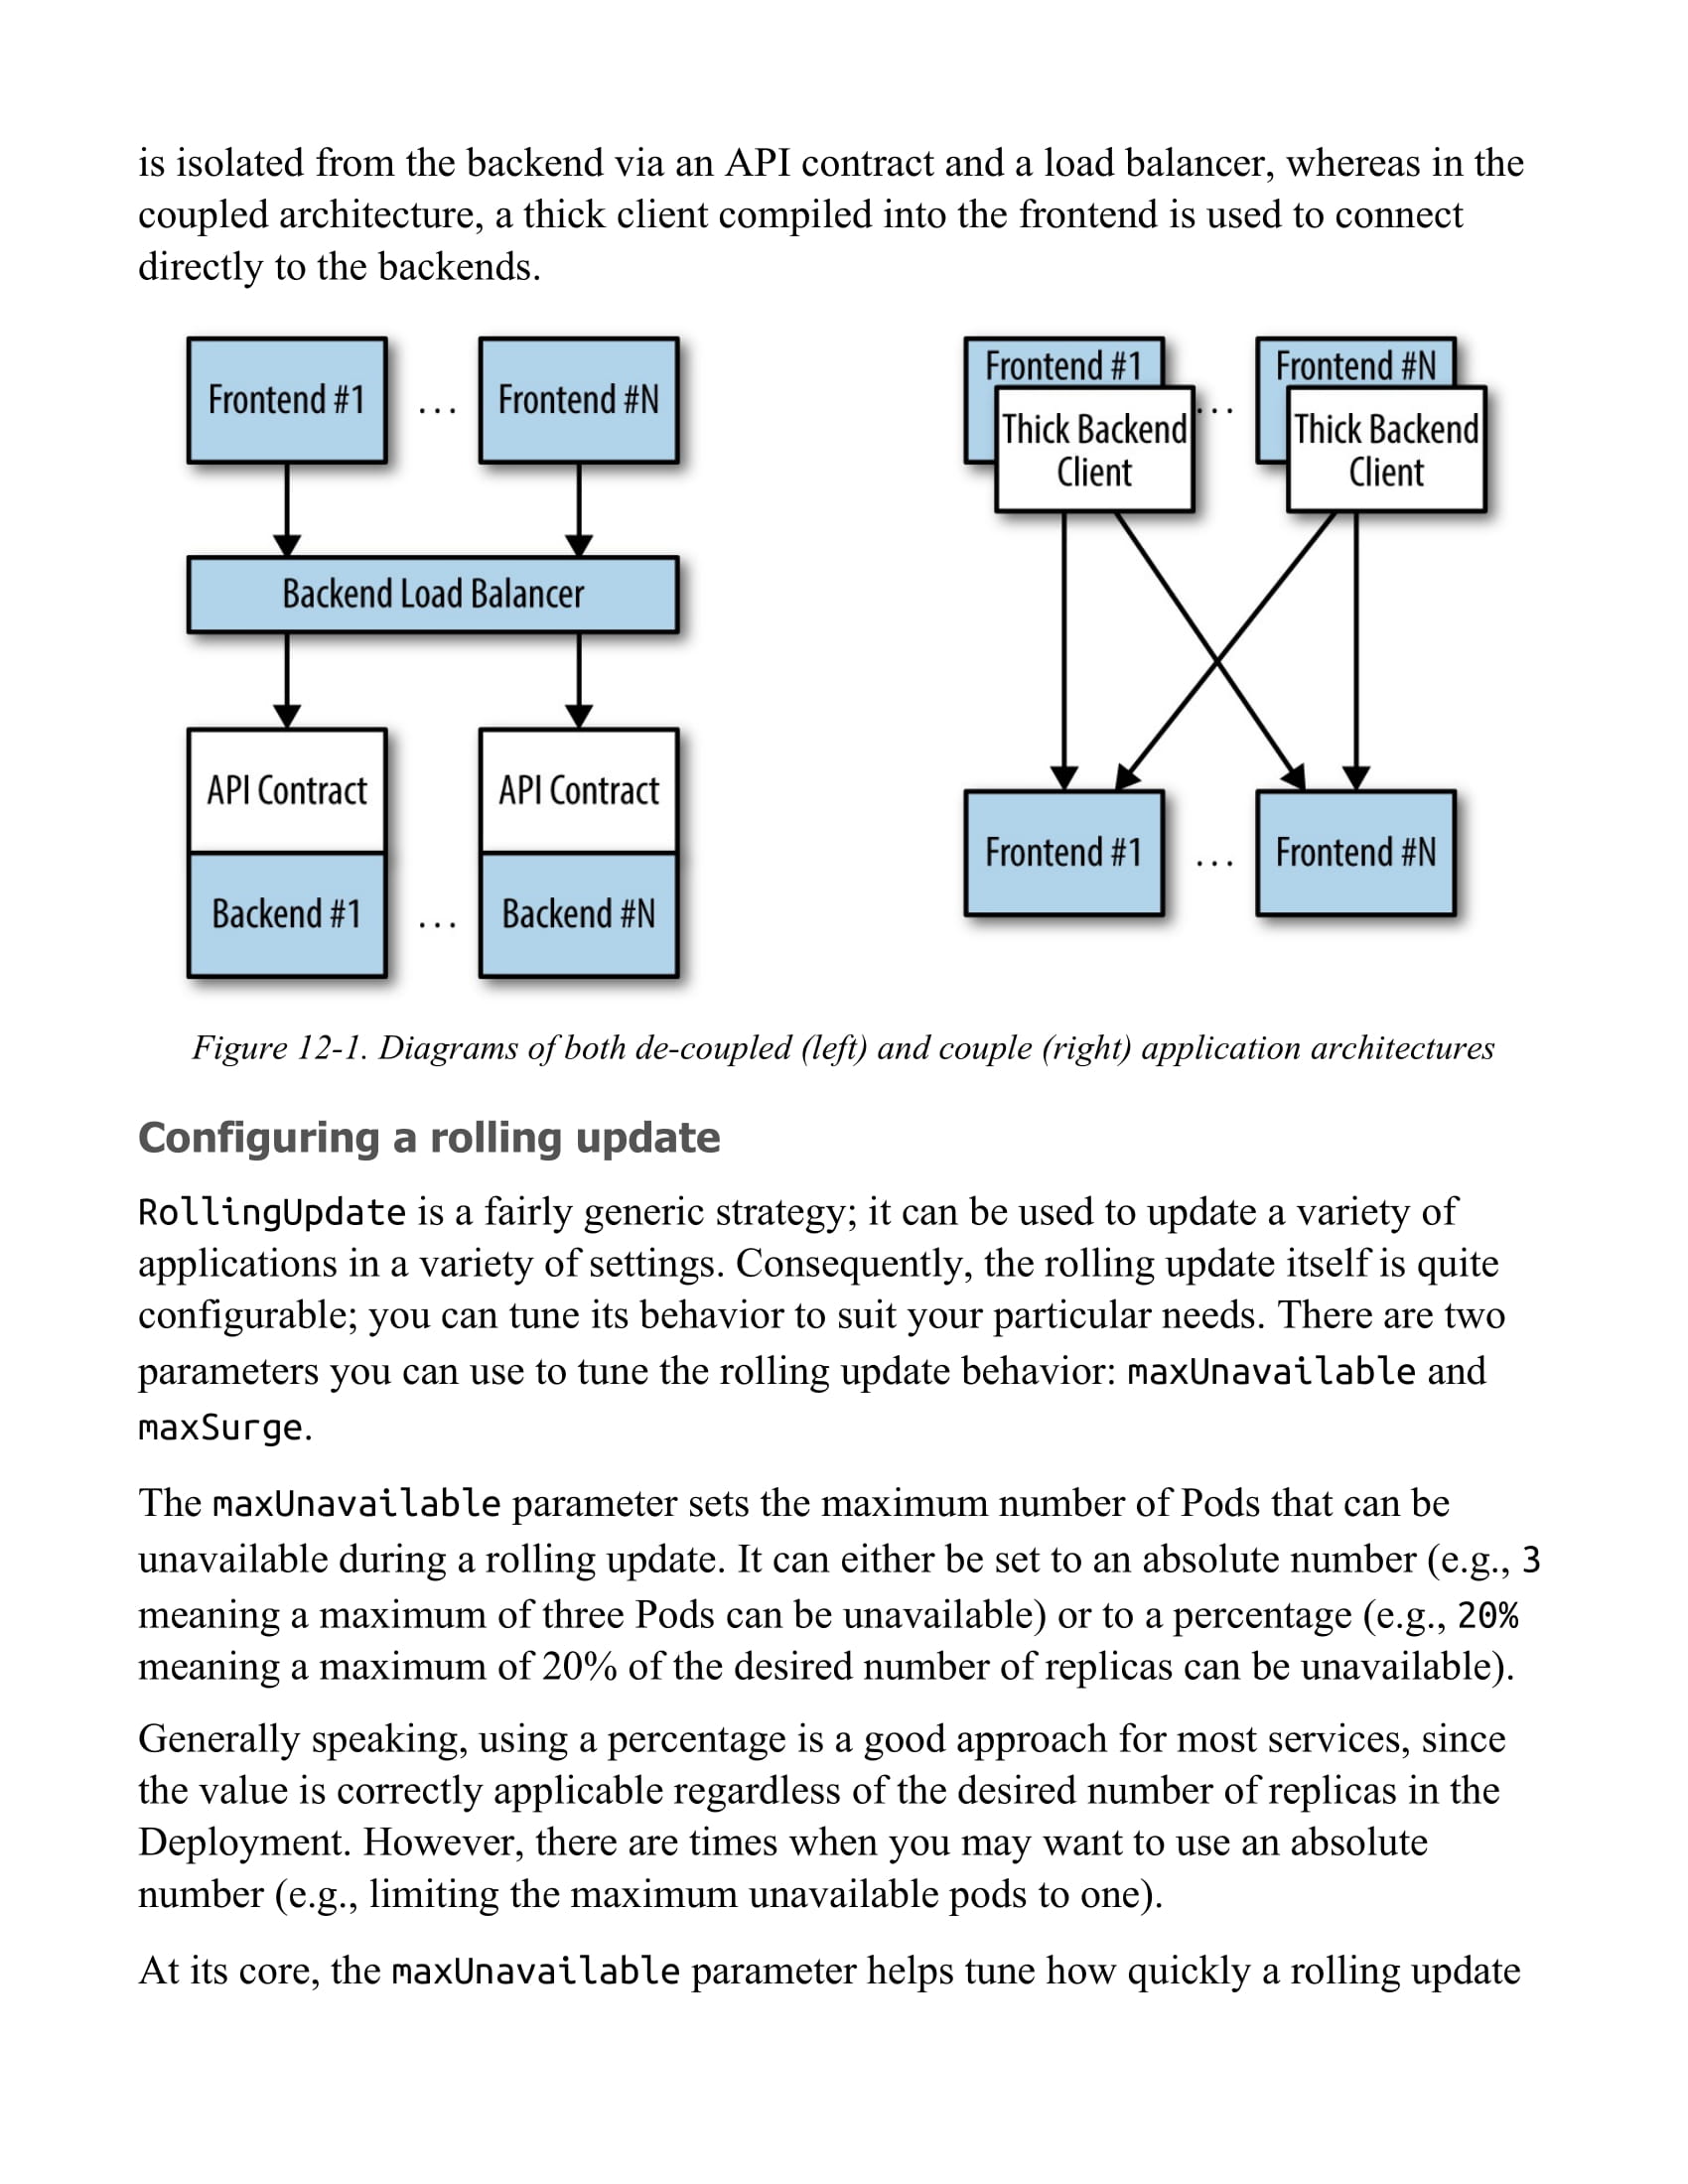 is isolated from the backend via an API contract and a load balancer, whereas in the
coupled architecture, a thick client compiled into the frontend is used to connect
directly to the backends.
Frontend #1
...
Frontend #N
Backend Load Balancer
API Contract
API Contract
Backend #1
...
Backend #N
Frontend #1
Thick Backend
Client
...
Frontend #N
Thick Backend
Client
Frontend #1
...
Frontend #N
Figure 12-1. Diagrams of both de-coupled (left) and couple (right) application architectures
Configuring a rolling update
RollingUpdate is a fairly generic strategy; it can be used to update a variety of
applications in a variety of settings. Consequently, the rolling update itself is quite
configurable; you can tune its behavior to suit your particular needs. There are two
parameters you can use to tune the rolling update behavior: maxUnavailable and
maxSurge.
The maxUnavailable parameter sets the maximum number of Pods that can be
unavailable during a rolling update. It can either be set to an absolute number (e.g., 3
meaning a maximum of three Pods can be unavailable) or to a percentage (e.g., 20%
meaning a maximum of 20% of the desired number of replicas can be unavailable).
Generally speaking, using a percentage is a good approach for most services, since
the value is correctly applicable regardless of the desired number of replicas in the
Deployment. However, there are times when you may want to use an absolute
number (e.g., limiting the maximum unavailable pods to one).
At its core, the maxUnavailable parameter helps tune how quickly a rolling update